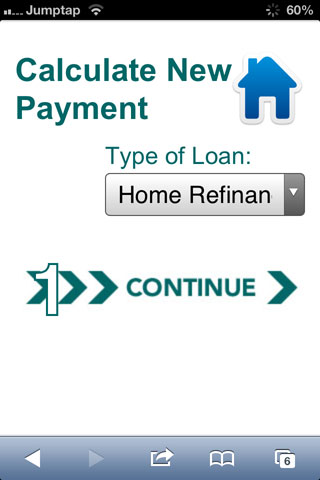 Jumptap
60%
Calculate New
Payment
Type of Loan:
Home Refinan
1
CONTINUE
6